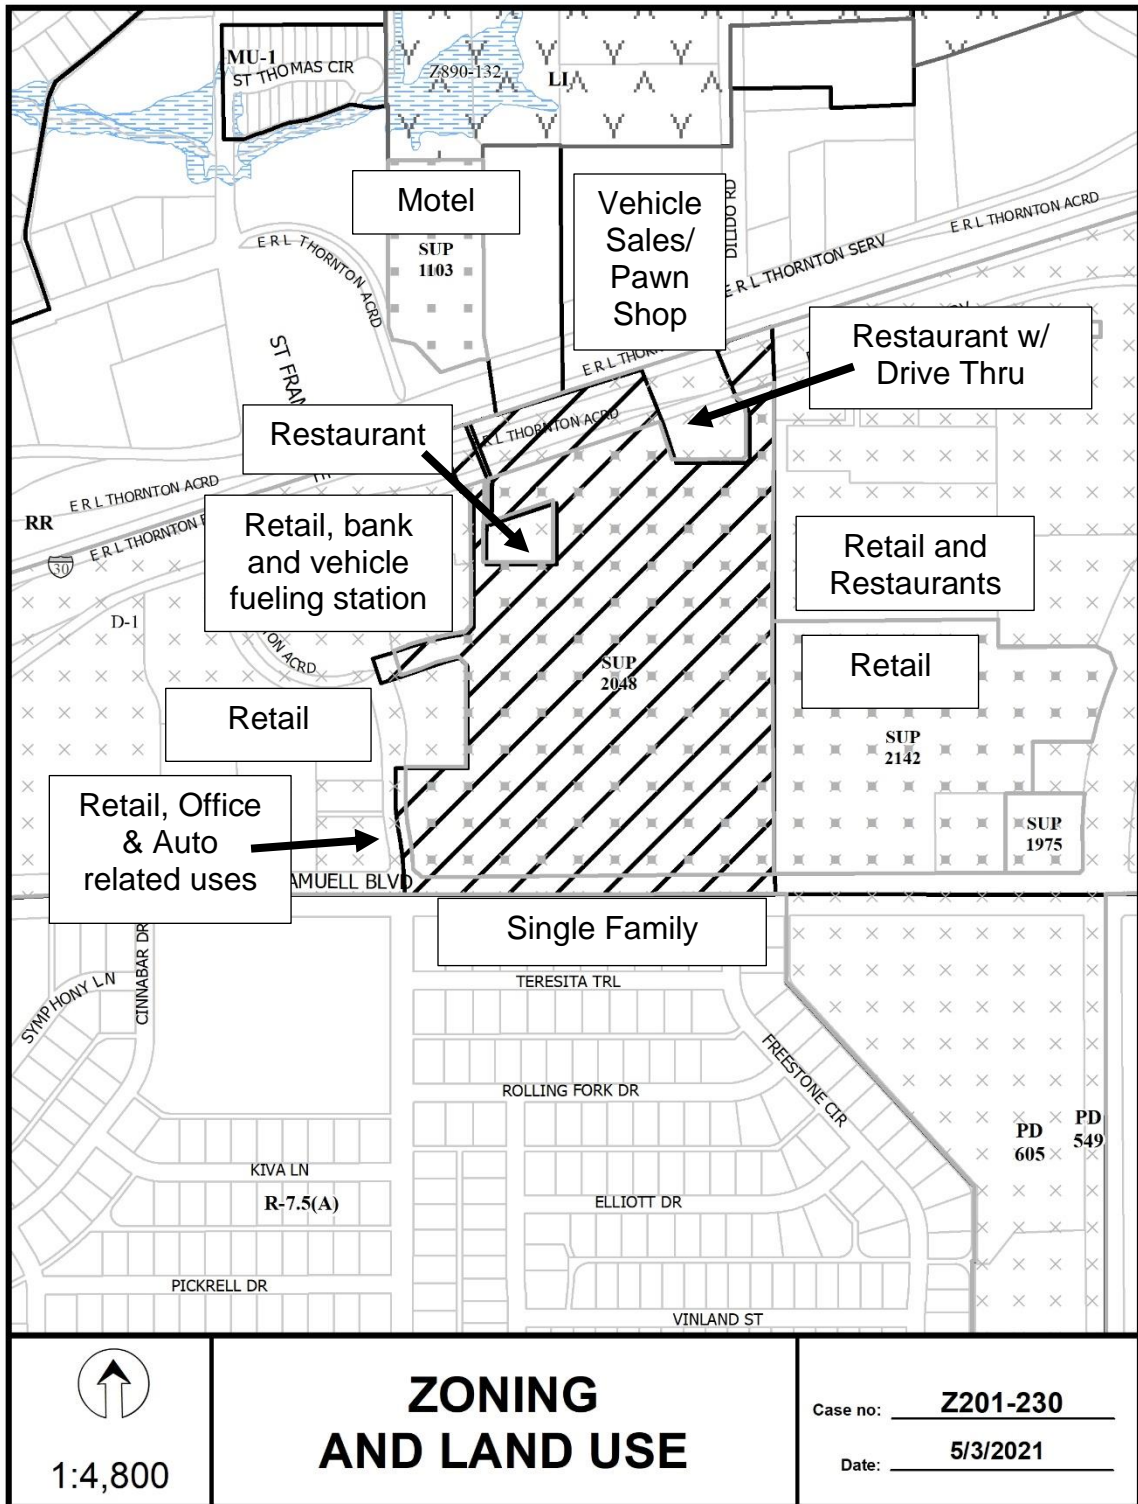 MU-1
ST THOMAS CIR
Z890-132
LI
Motel
SUP
1103
Vehicle
Sales/
Pawn
Shop
DILIDO RD
E R L THORNTON ACRD
E R L THORNTON SERV
E R L THORNTON ACRD
Restaurant w/
Drive Thru
E R L
E R L THORNTON ACRD
Restaurant
E R L THORNTON ACRD
RR
E R L THORNTON
30
Retail, bank
and vehicle
fueling station
Retail and
Restaurants
D-1
ACRD
SUP
2048
Retail
Retail
SUP
2142
Retail, Office
& Auto
related uses
SUP
1975
AMUELL BLVD
Single Family
SYMPHONY LN
CINNABAR DR
TERESITA TRL
ROLLING FORK DR
FREESTONE CIR
PD
605
PD
549
KIVA LN
R-7.5(A)
ELLIOTT DR
PICKRELL DR
VINLAND ST
1:4,800
ZONING
AND LAND USE
Case no: Z201-230
Date: 5/3/2021